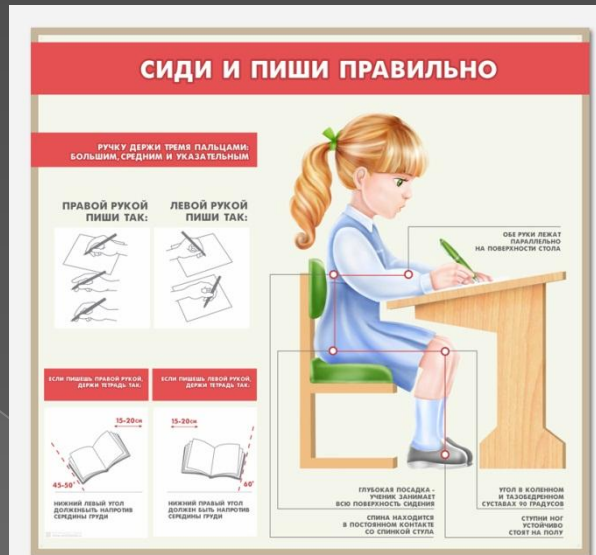 СИДИ И ПИШИ ПРАВИЛЬНО
РУЧКУ ДЕРЖИ ТРЕМЯ ПАЛЬЦАМИ:
БОЛЬШИМ, СРЕДНИМ И УКАЗАТЕЛЬНЫМ
ПРАВОЙ РУКОЙ
ПИШИ ТАК:
ЛЕВОЙ РУКОЙ
ПИШИ ТАК:
ОБЕ РУКИ ЛЕЖАТ
ПАРАЛЛЕЛЬНО
НА ПОВЕРХНОСТИ СТОЛА
ЕСЛИ ПИШЕШЬ ПРАВОЙ РУКОЙ,
ДЕРЖИ ТЕТРАДЬ ТАК:
ЕСЛИ ПИШЕШЬ ЛЕВОЙ РУКОЙ,
ДЕРЖИ ТЕТРАДЬ ТАК:
15-20см
45-50°
15-20см
60°
НИЖНИЙ ЛЕВЫЙ УГОЛ
ДОЛЖЕНБЫТЬ НАПРОТИВ
СЕРЕДИНЫ ГРУДИ
НИЖНИЙ ПРАВЫЙ УГОЛ
ДОЛЖЕН БЫТЬ НАПРОТИВ
СЕРЕДИНЫ ГРУДИ
ГЛУБОКАЯ ПОСАДКА -
УЧЕНИК ЗАНИМАЕТ
ВСЮ ПОВЕРХНОСТЬ СИДЕНИЯ
СПИНА НАХОДИТСЯ
В ПОСТОЯННОМ КОНТАКТЕ
СО СПИНКОЙ СТУЛА
УГОЛ В КОЛЕННОМ
И ТАЗОБЕДРЕННОМ
СУСТАВАХ 90 ГРАДУСОВ
СТУПНИ НОГ
УСТОЙЧИВО
СТОЯТ НА ПОЛУ